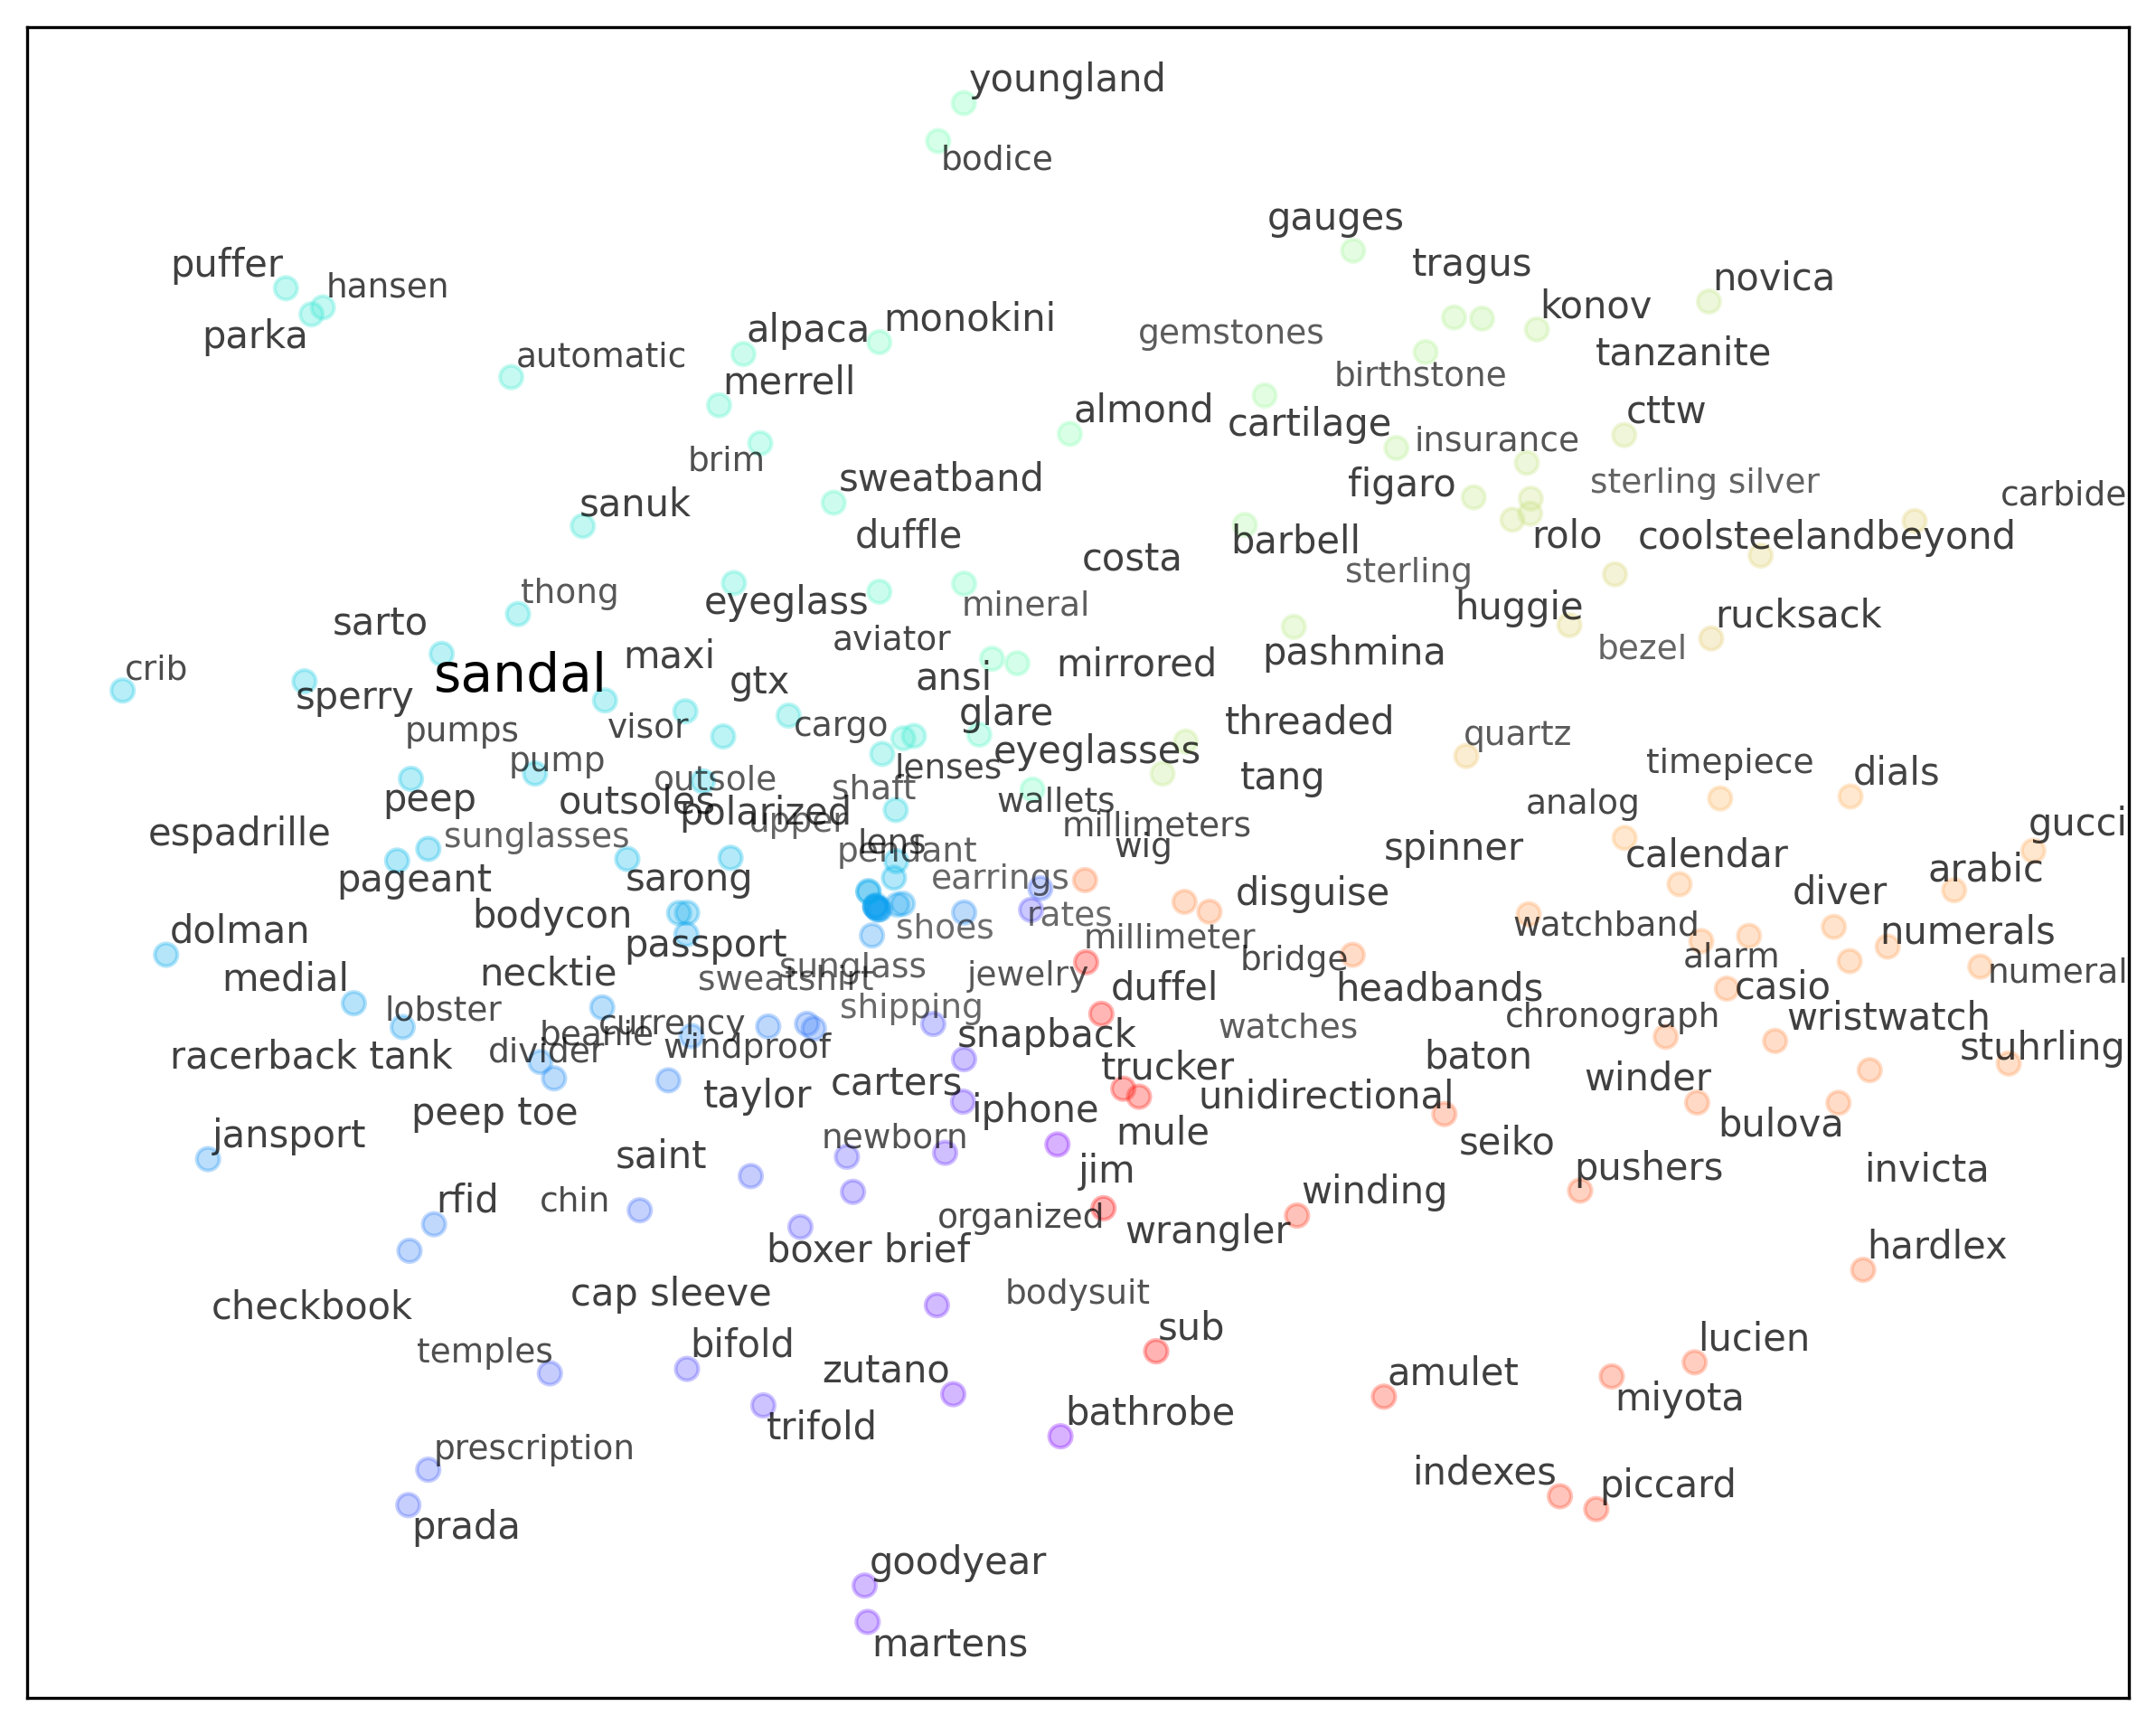 youngland
bodice
gauges
puffer
hansen
tragus
novica
parka
alpaca
monokini
gemstones
konov
automatic
tanzanite
merrell
birthstone
almond
cartilage
insurance
cttw
brim
sweatband
figaro
sterling silver
carbide
sanuk
duffle
costa
barbell
rolo
coolsteelandbeyond
thong
eyeglass
mineral
sterling
huggie
rucksack
sarto
aviator
bezel
crib
sandal
maxi
gtx
ansi
mirrored
pashmina
sperry
pumps
visor
cargo
glare
threaded
quartz
pump
outsole
lenses
eyeglasses
tang
timepiece
dials
peep
outsoles
polarized
shaft
wallets
analog
espadrille
sunglasses
upper
lens
pendant
millimeters
wig
spinner
calendar
gucci
pageant
sarong
earrings
disguise
diver
arabic
dolman
bodycon
passport
shoes
rates
millimeter
watchband
numerals
medial
necktie
sweatshirt
sunglass
jewelry
bridge
alarm
numeral
lobster
beanie
currency
shipping
duffel
headbands
casio
racerback tank
divider
windproof
snapback
watches
chronograph
wristwatch
stuhrling
peep toe
taylor
carters
iphone
trucker
unidirectional
baton
winder
jansport
saint
newborn
mule
seiko
bulova
rfid
chin
jim
organized
wrangler
winding
pushers
invicta
boxer brief
hardlex
checkbook
cap sleeve
bodysuit
temples
bifold
zutano
sub
amulet
lucien
trifold
bathrobe
miyota
prescription
indexes
piccard
prada
goodyear
martens